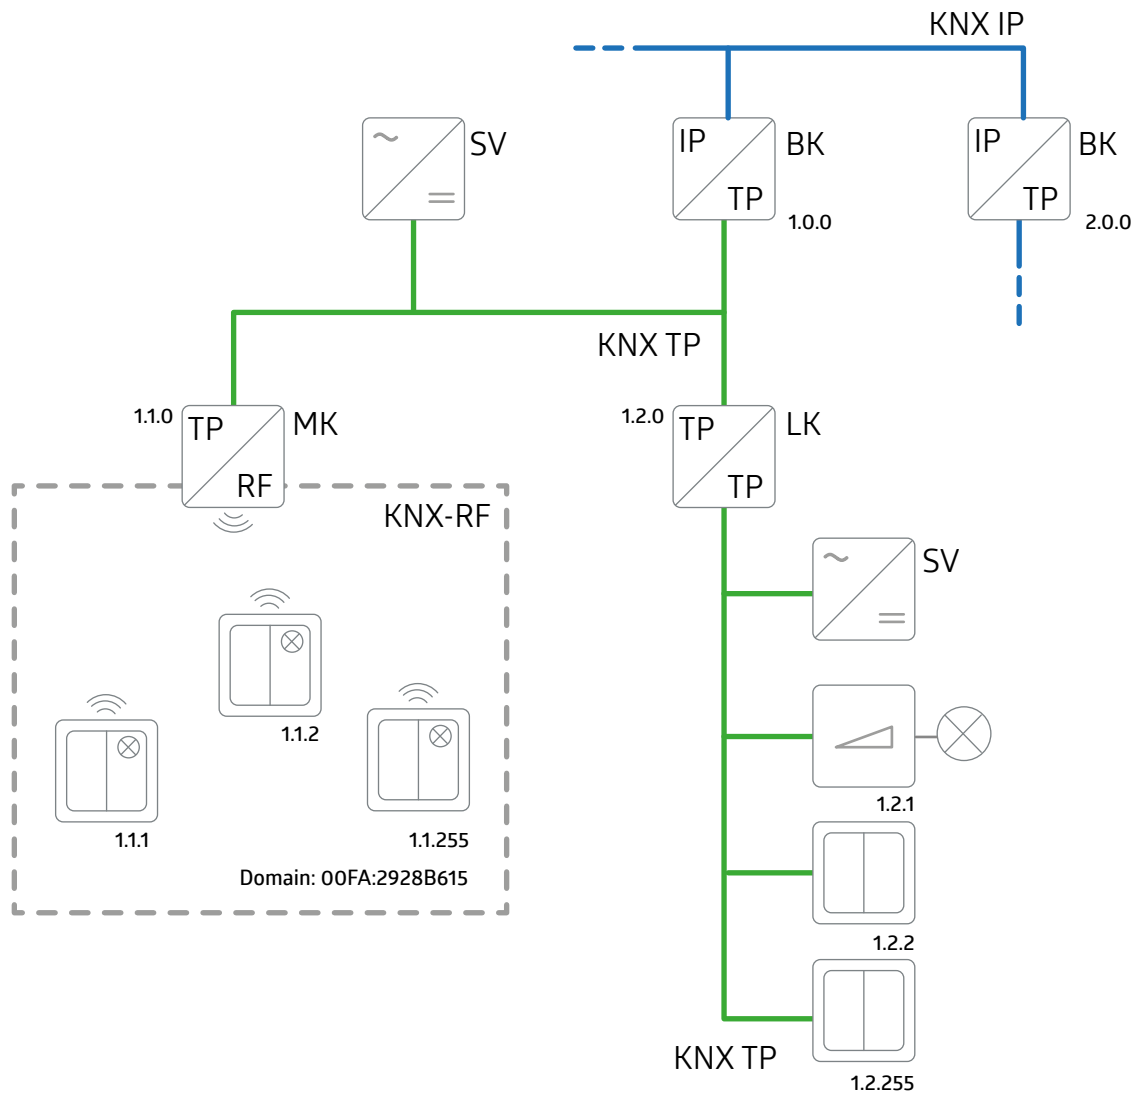 KNX IP
SV
IP
TP
BK
1.0.0
IP
TP
BK
2.0.0
KNX TP
1.1.0
TP
RF
MK
1.2.0
TP
TP
LK
KNX-RF
SV
1.1.2
1.1.1
1.1.255
Domain: 00FA:2928B615
1.2.1
1.2.2
KNX TP
1.2.255